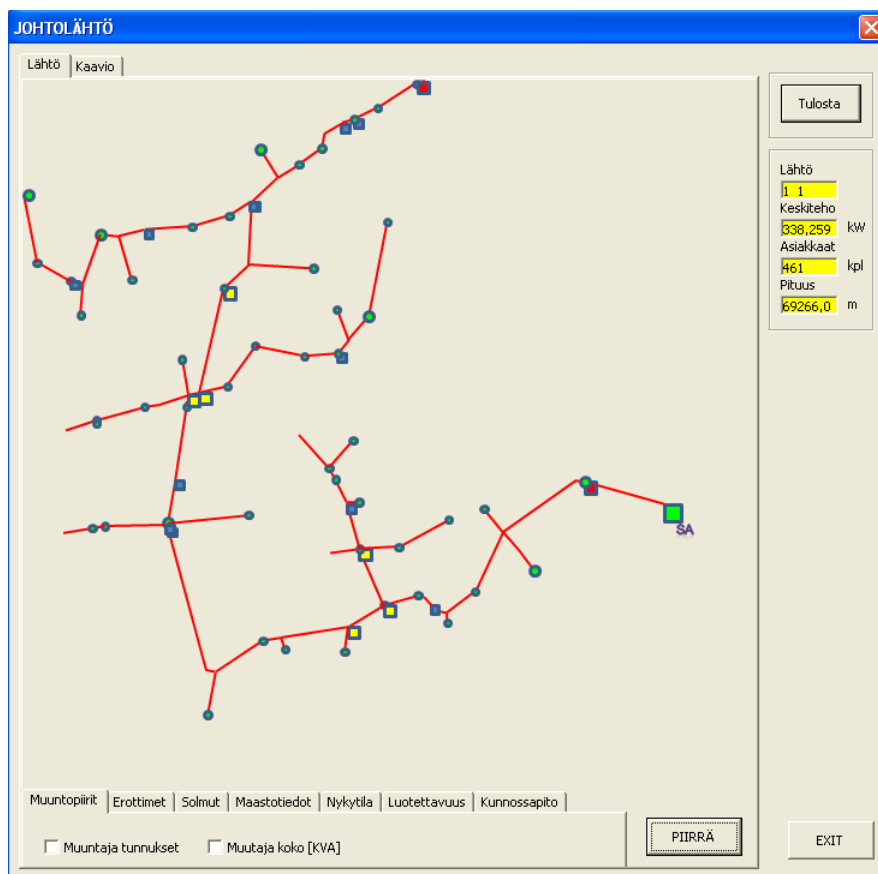 JOHTOLÄHTÖ
Lähtö Kaavio
Tulosta
Lähtö
1 1
Keskiteho
338,259 kW
Asiakkaat
461 kpl
Pituus
69266,0 m
SA
Muuntopiirit Erottimet Solmut Maastotiedot Nykytila Luotettavuus Kunnossapito
Muuntaja tunnukset Muutaja koko [KVA]
PIIRRÄ
EXIT